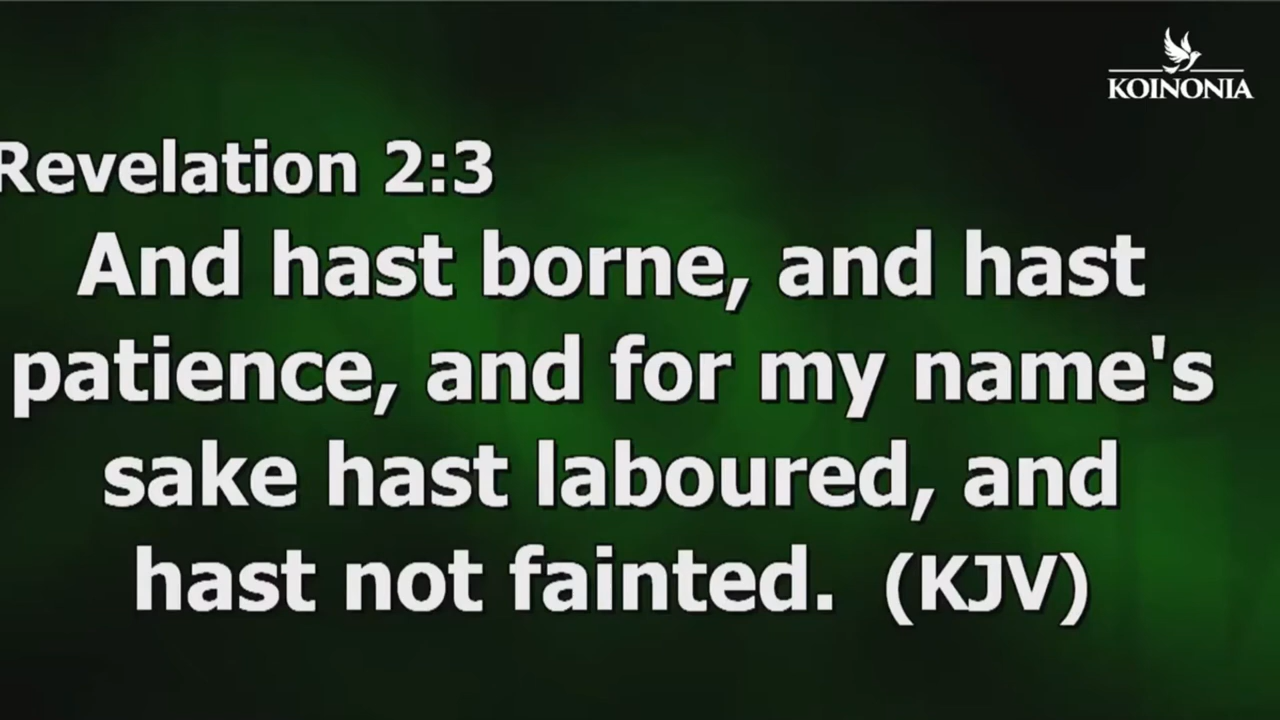 KOINONIA
Revelation 2:3
And hast borne, and hast
patience, and for my name's
sake hast laboured, and
hast not fainted. (KJV)